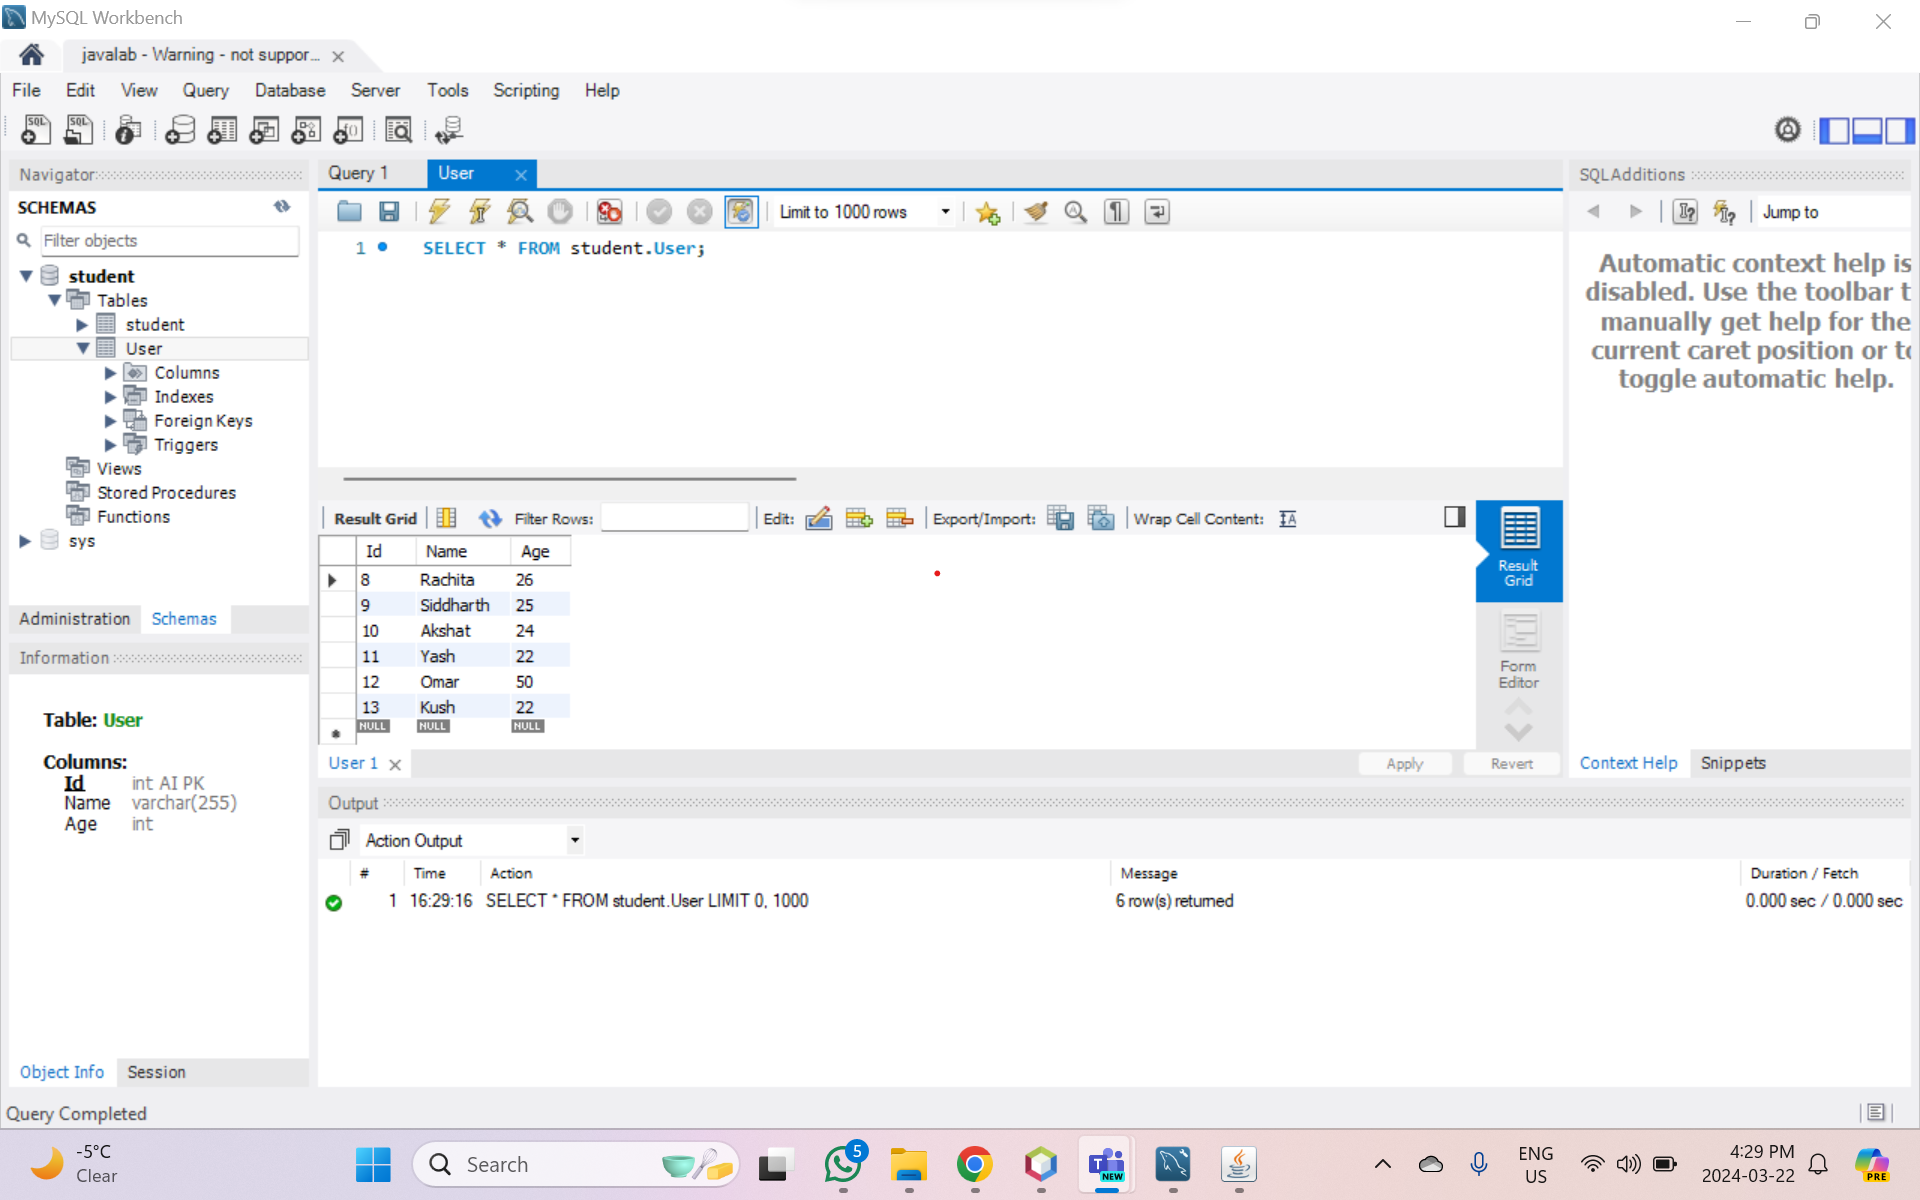 MySQL Workbench
javalab - Warning - not suppor...
File Edit View Query Database Server Tools Scripting Help
Navigator
SCHEMAS
Filter objects
student
Tables
student
User
Columns
Indexes
Foreign Keys
Triggers
Views
Stored Procedures
Functions
sys
Administration Schemas
Information
Table: User
Columns:
Id int AI PK
Name varchar(255)
Age int
Object Info Session
Query 1 User
Limit to 1000 rows
1 SELECT * FROM student.User;
Result Grid Filter Rows: Edit: Export/Import: Wrap Cell Content:
Id Name Age
8 Rachita 26
9 Siddharth 25
10 Akshat 24
11 Yash 22
12 Omar 50
13 Kush 22
NULL NULL NULL
Result
Grid
Form
Editor
User 1 Apply Revert
SQLAdditions
Jump to
Automatic context help is
disabled. Use the toolbar t
manually get help for the
current caret position or to
toggle automatic help.
Context Help Snippets
Output
Action Output
# Time Action Message Duration / Fetch
1 16:29:16 SELECT * FROM student.User LIMIT 0, 1000 6 row(s) returned 0.000 sec / 0.000 sec
Query Completed
-5°C
Clear
Search
5
NEW
ENG
US
4:29 PM
2024-03-22
PRE